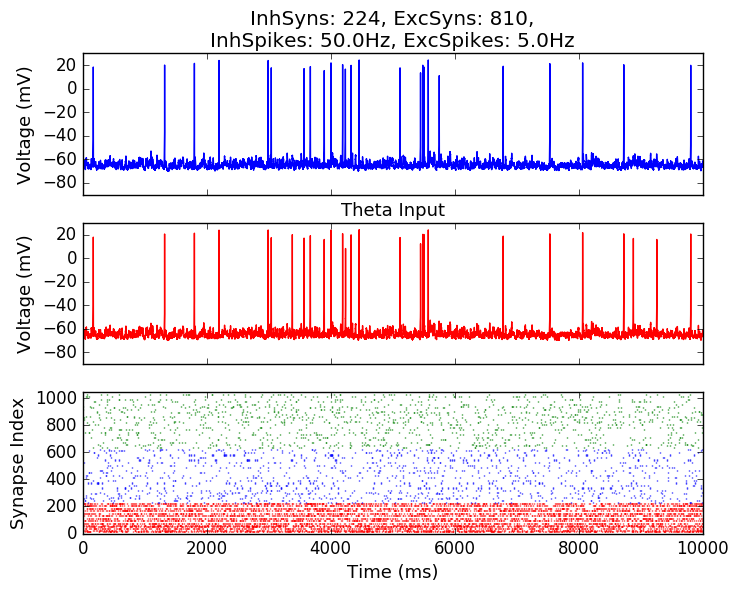 InhSyns: 224, ExcSyns: 810,
InhSpikes: 50.0Hz, ExcSpikes: 5.0Hz
Voltage (mV)
20
0
−20
−40
−60
−80
Theta Input
Voltage (mV)
20
0
−20
−40
−60
−80
Synapse Index
1000
800
600
400
200
0
0 2000 4000 6000 8000 10000
Time (ms)